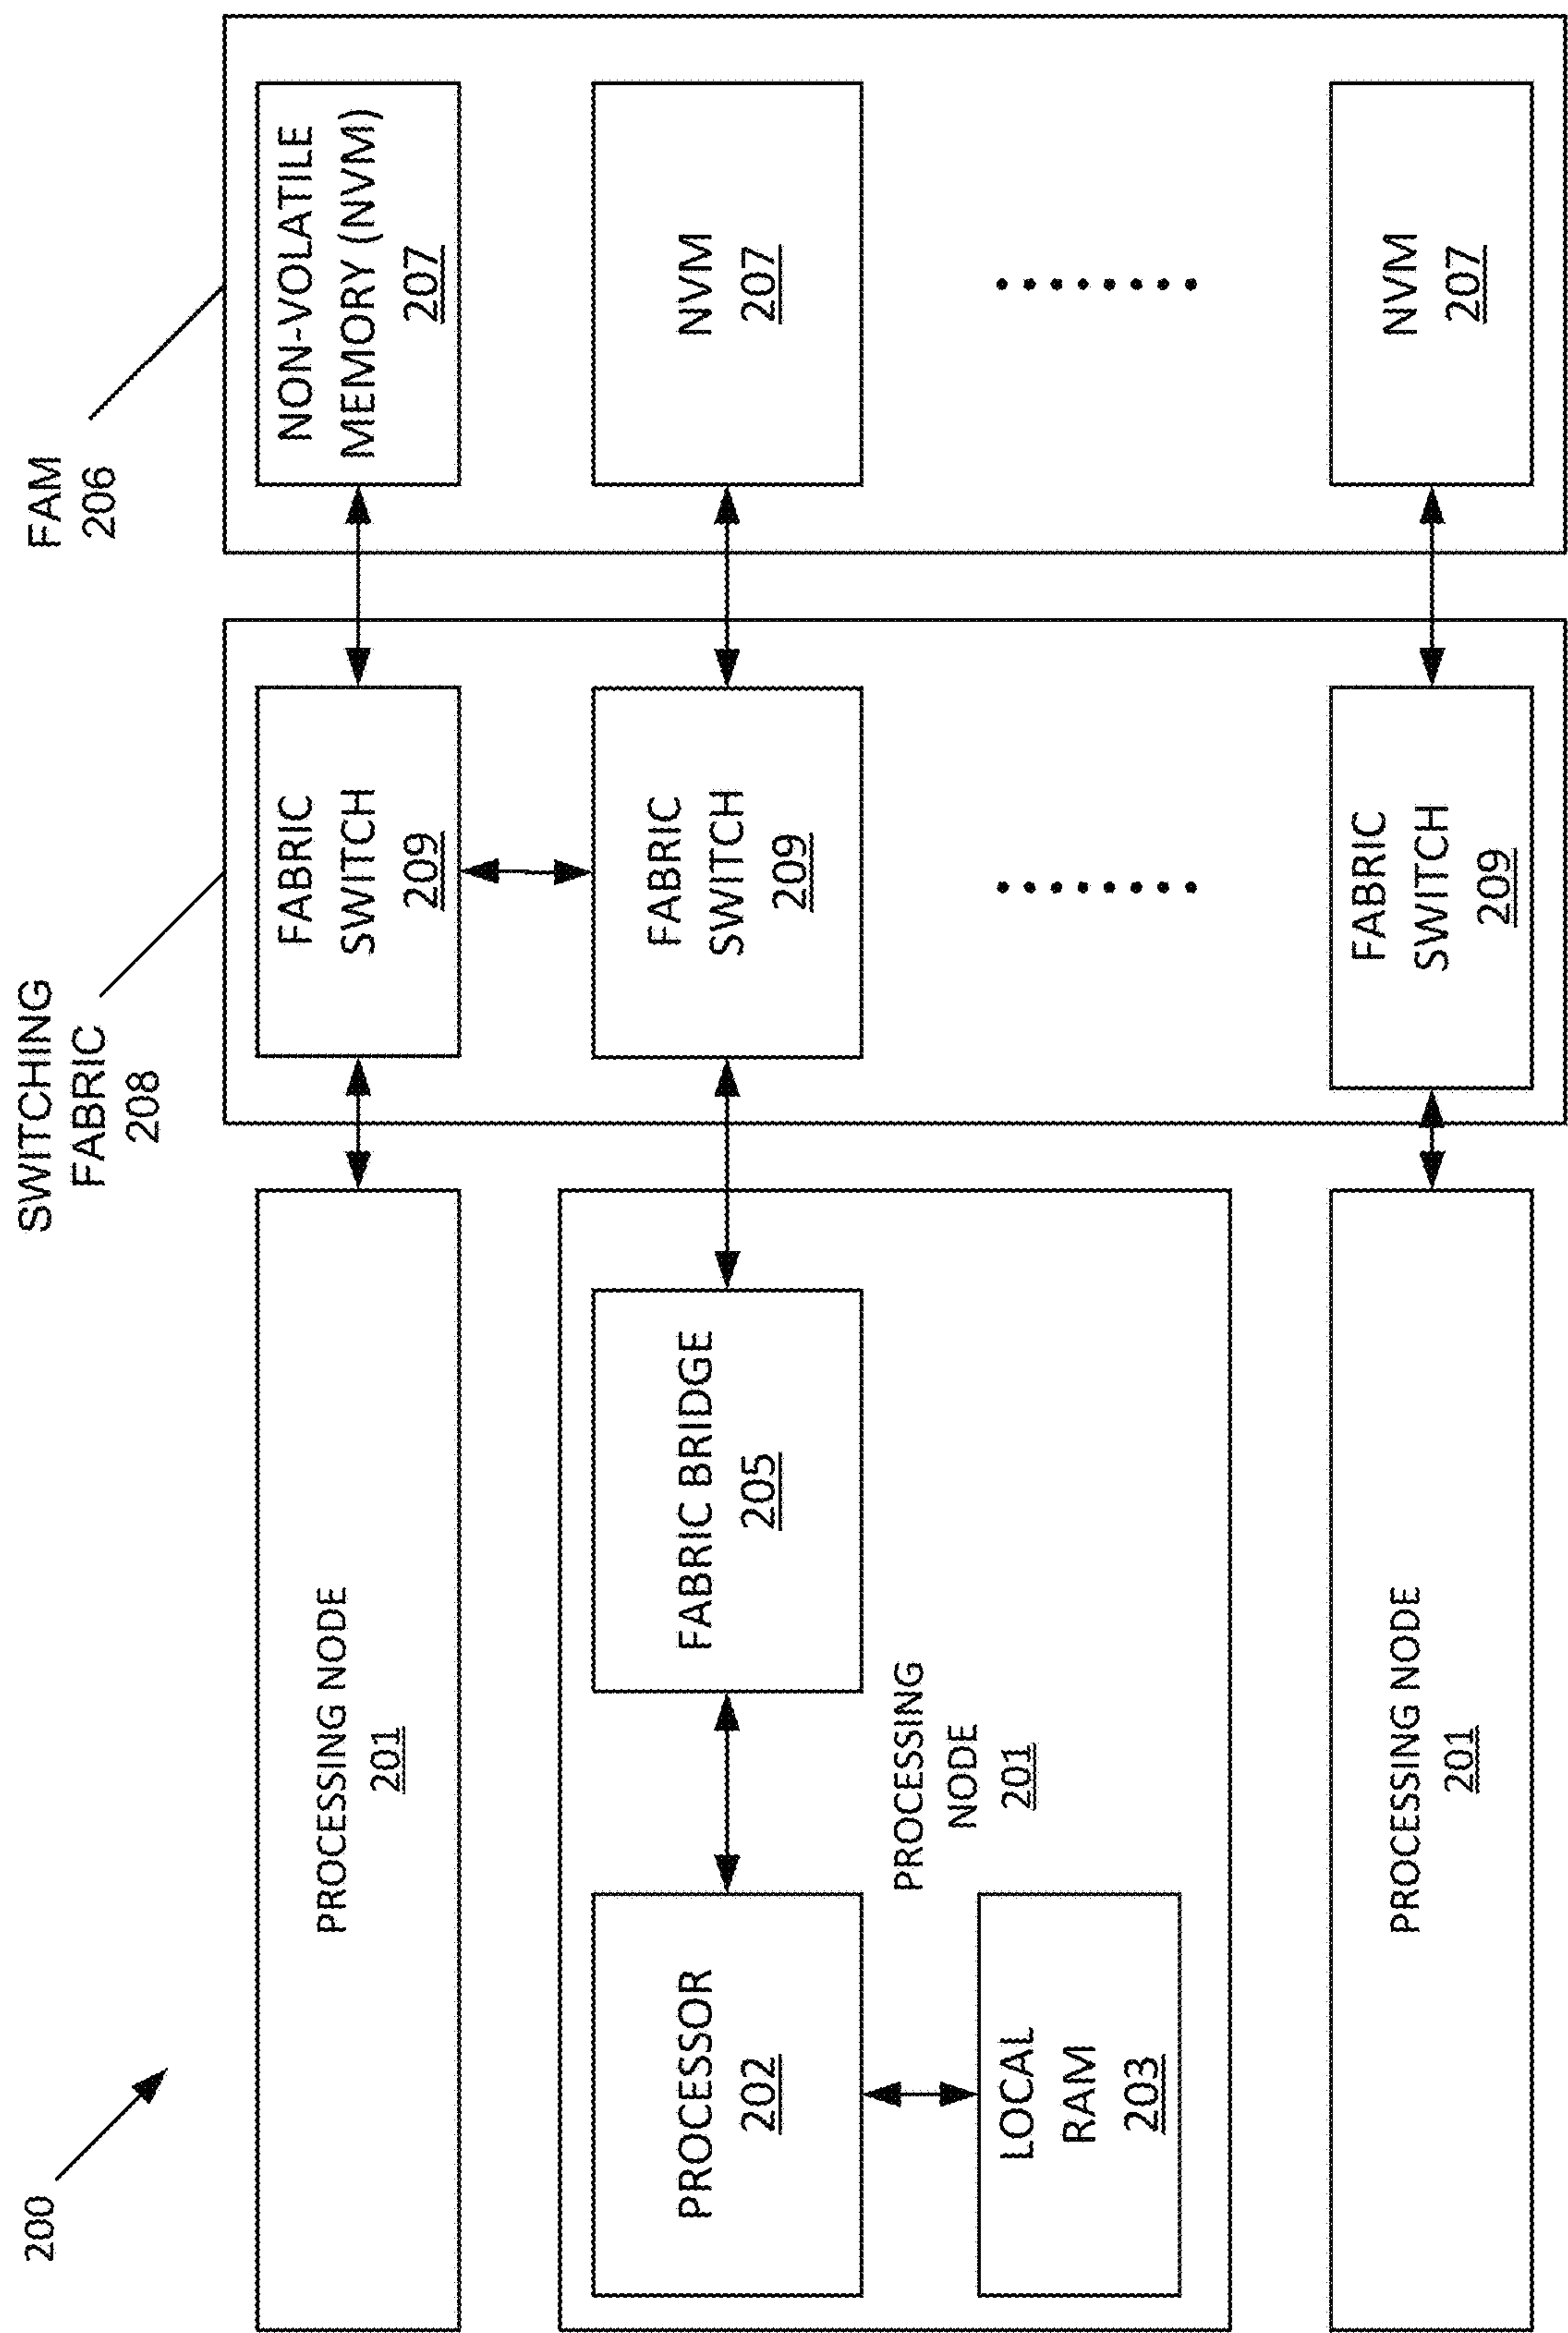 200
SWITCHING
FABRIC
208
FAM
206
PROCESSING NODE
201
FABRIC
SWITCH
209
NON-VOLATILE
MEMORY (NVM)
207
PROCESSOR
202
FABRIC BRIDGE
205
FABRIC
SWITCH
209
NVM
207
LOCAL
RAM
203
PROCESSING
NODE
201
PROCESSING NODE
201
FABRIC
SWITCH
209
NVM
207